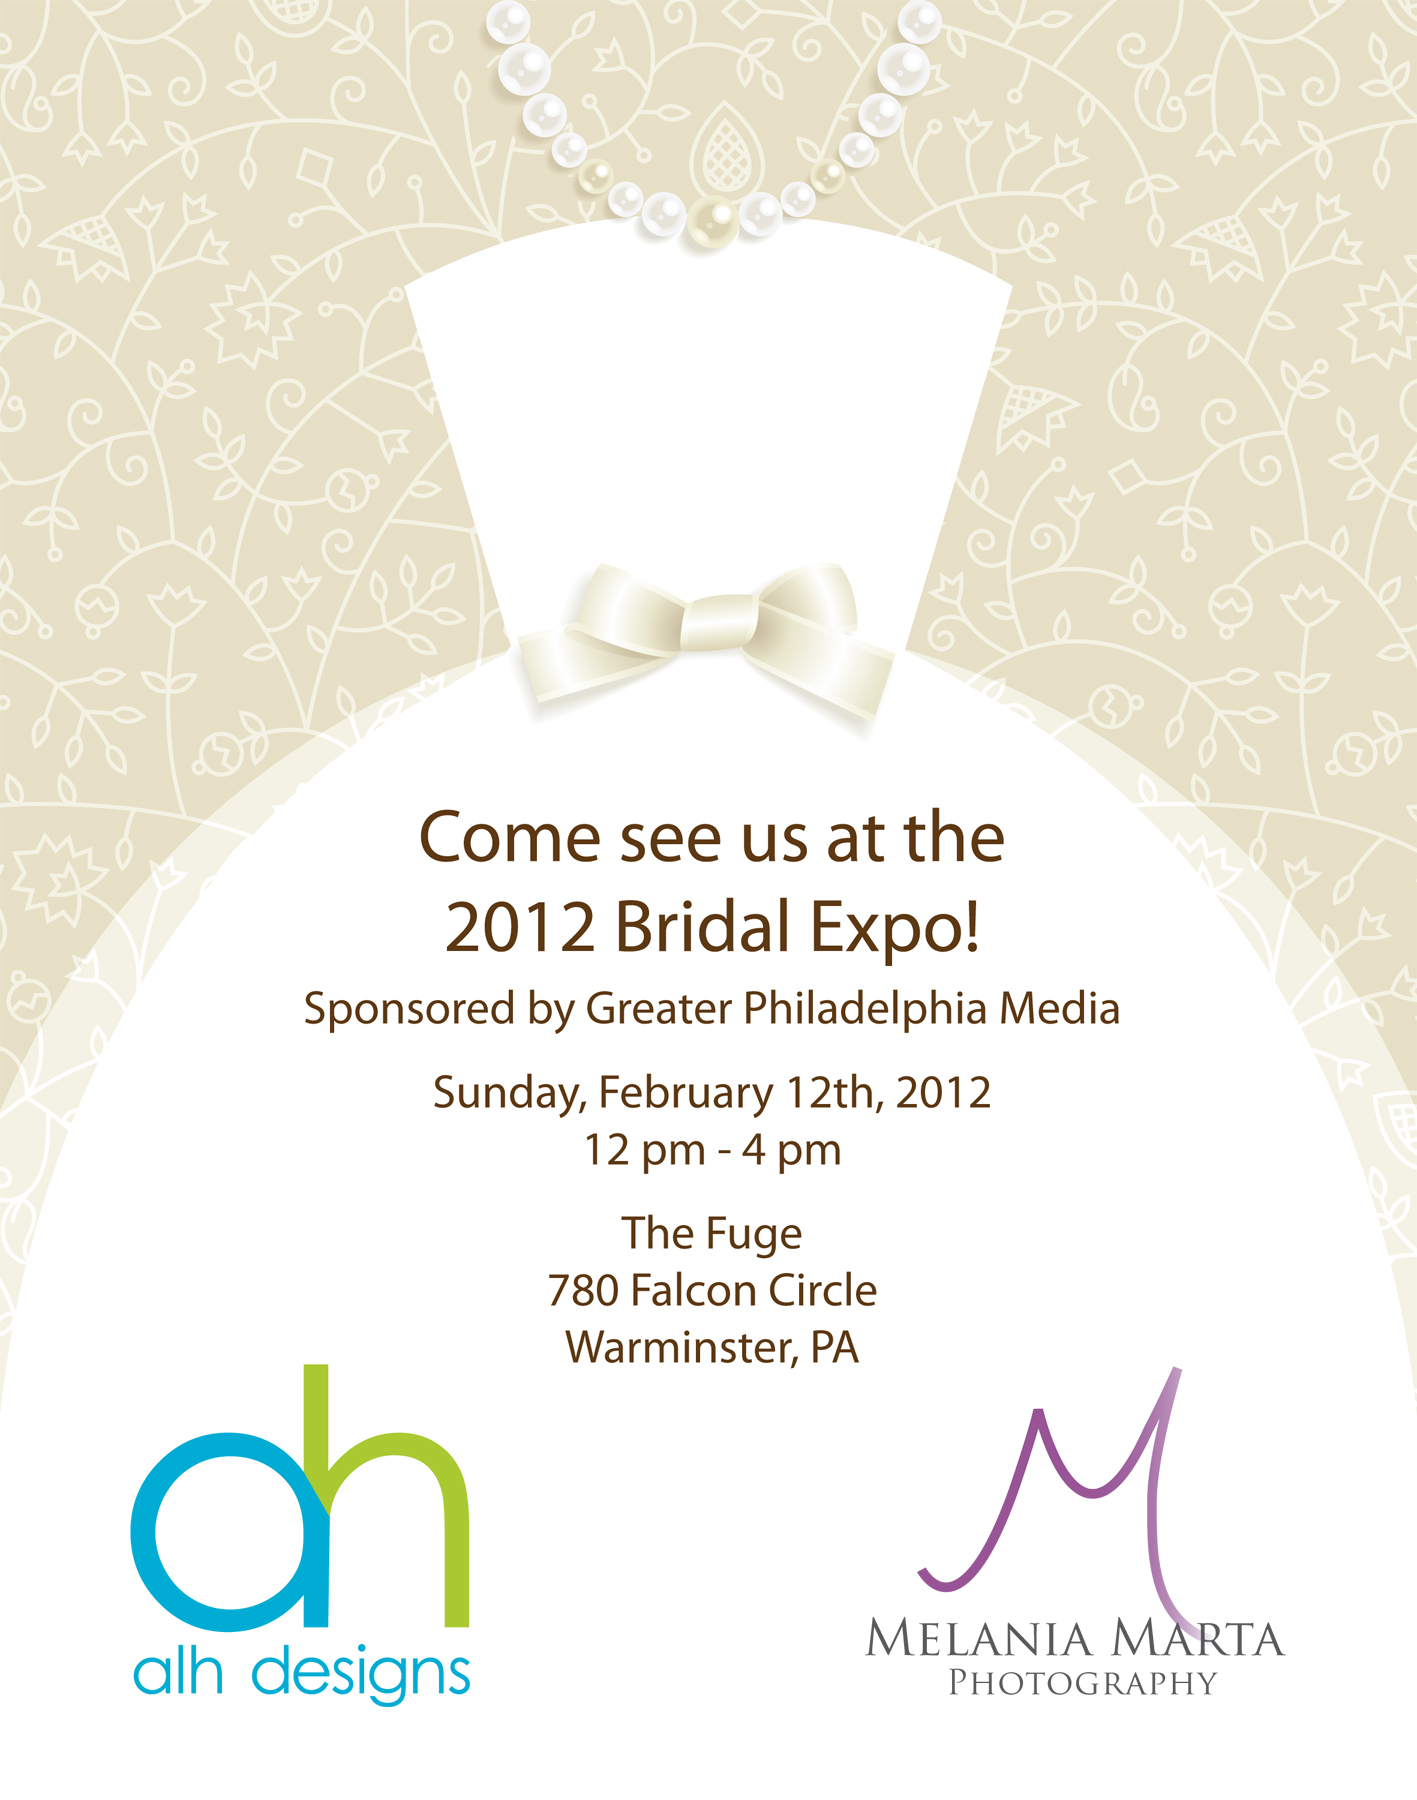 Come see us at the
2012 Bridal Expo!
Sponsored by Greater Philadelphia Media
Sunday, February 12th, 2012
12 pm - 4 pm
The Fuge
780 Falcon Circle
Warminster, PA
ah
alh designs
M
Melania Marta
Photography